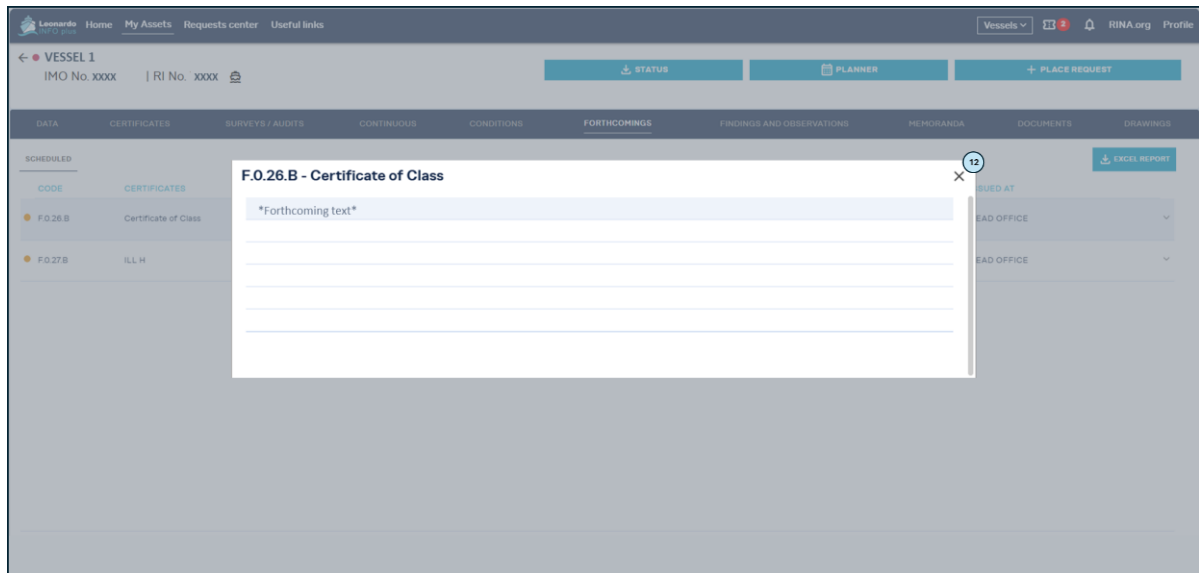 Leonardo INFO plus Home My Assets Requests center Useful links Vessels 2 RINA.org Profile
VESSEL 1
IMO No. xxxx | RI No. xxxx
STATUS PLANNER + PLACE REQUEST
DATA CERTIFICATES SURVEYS / AUDITS CONTINUOUS CONDITIONS FORTHCOMINGS FINDINGS AND OBSERVATIONS MEMORANDA DOCUMENTS DRAWINGS
SCHEDULED EXCEL REPORT
12
F.0.26.B - Certificate of Class
CODE CERTIFICATES SSUED AT
*Forthcoming text*
F.0.26.B Certificate of Class EAD OFFICE
F.0.27.B ILL H EAD OFFICE